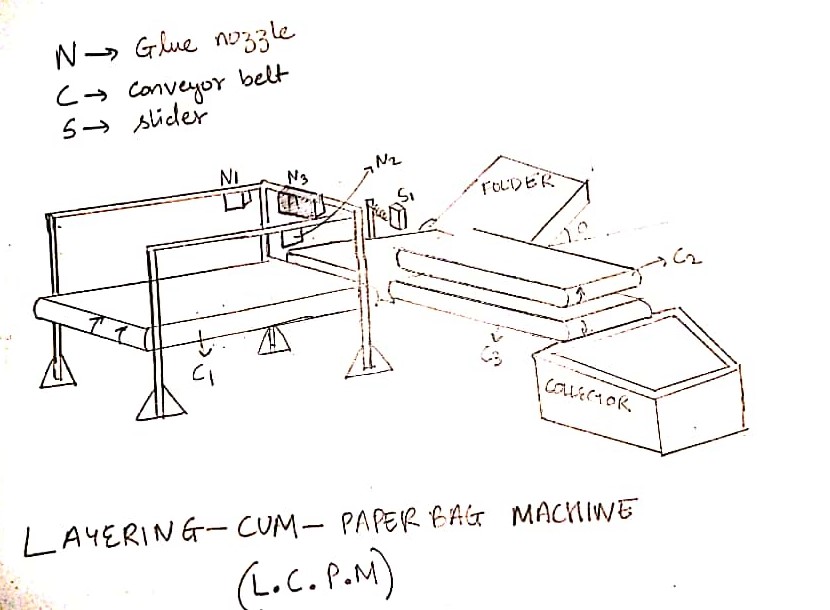 N → Glue nozzle
C → conveyor belt
S → slider
N1
N3
N2
S1
FOLDER
θ
C2
C1
C3
COLLECTOR
LAYERING-CUM-PAPER BAG MACHINE
(L.C.P.M)